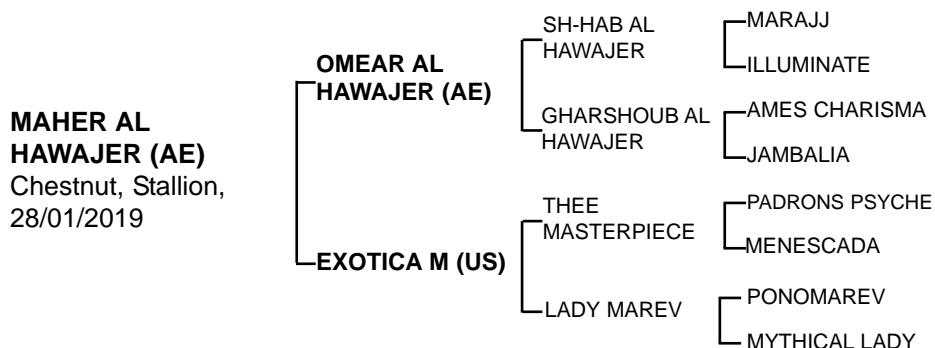 MAHER AL
HAWAJER (AE)
Chestnut, Stallion,
28/01/2019
OMEAR AL
HAWAJER (AE)
SH-HAB AL
HAWAJER
MARAJJ
ILLUMINATE
GHARSHOUB AL
HAWAJER
AMES CHARISMA
JAMBALIA
EXOTICA M (US)
THEE
MASTERPIECE
PADRONS PSYCHE
MENESCADA
LADY MAREV
PONOMAREV
MYTHICAL LADY